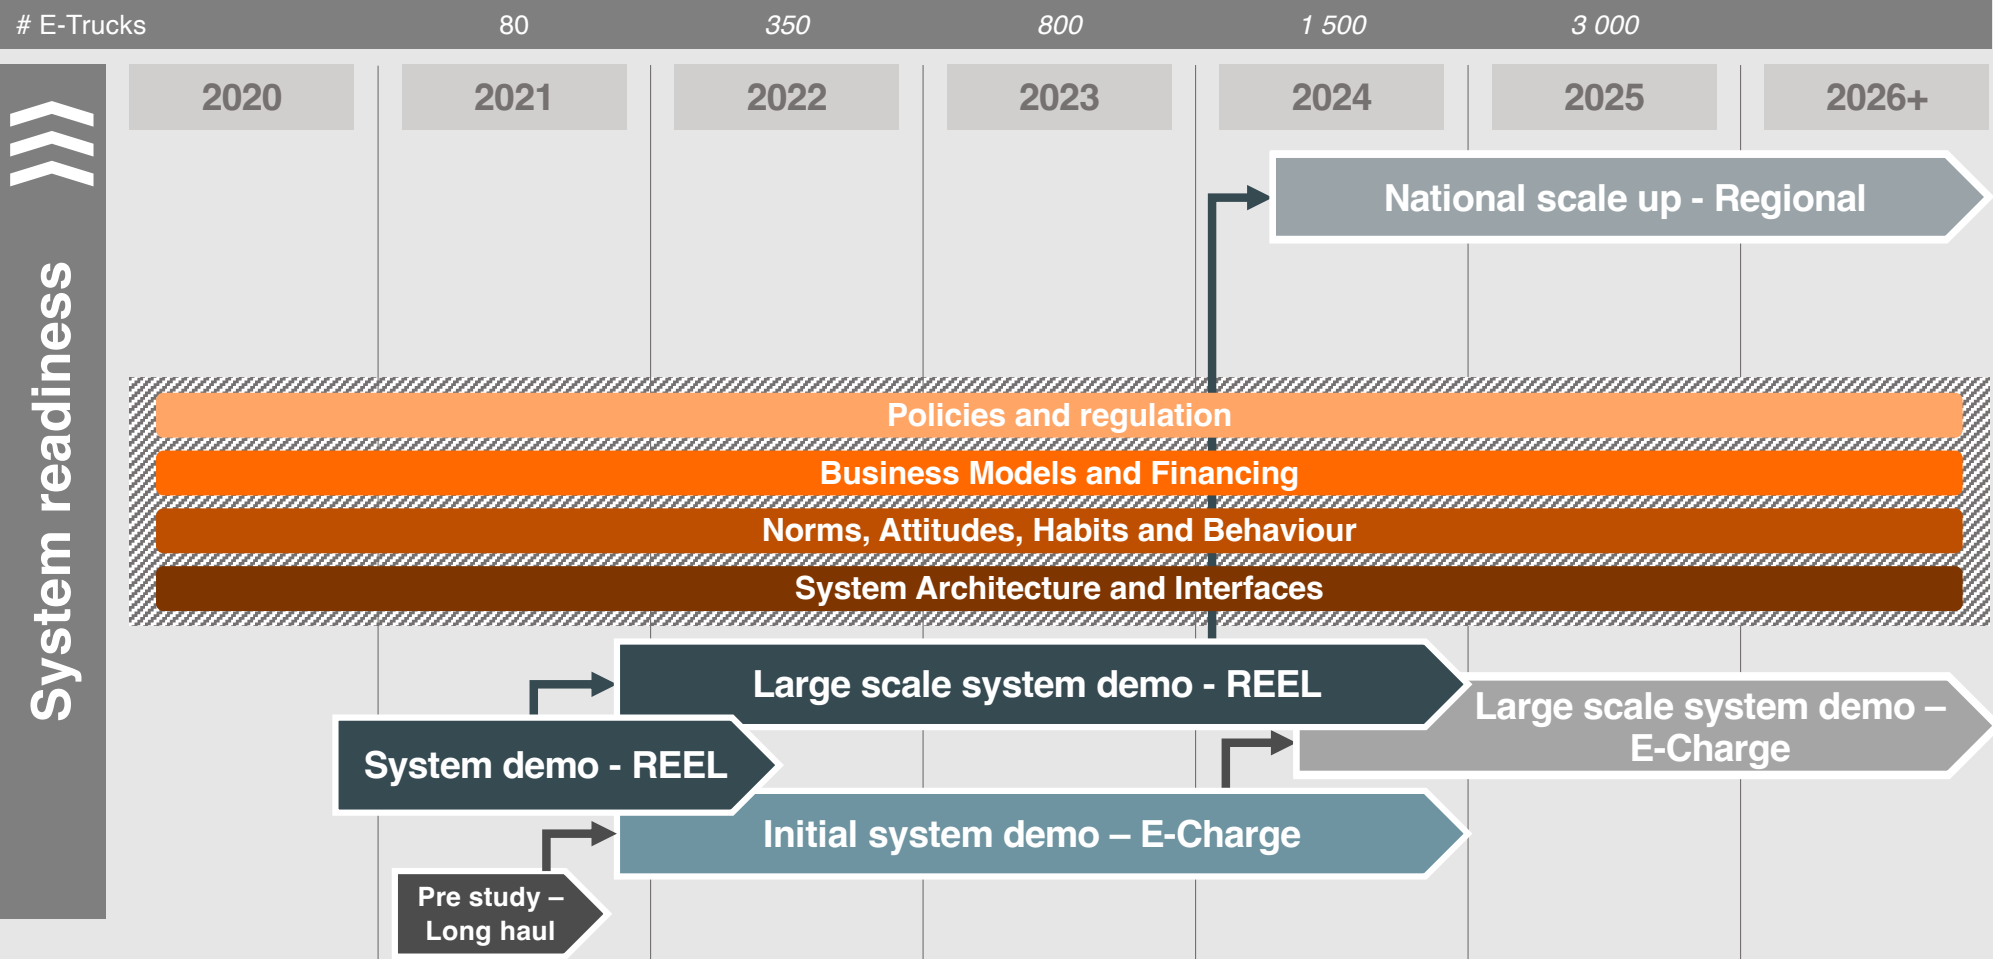 # E-Trucks 80 350 800 1 500 3 000
2020 2021 2022 2023 2024 2025 2026+
System readiness
National scale up - Regional
Policies and regulation
Business Models and Financing
Norms, Attitudes, Habits and Behaviour
System Architecture and Interfaces
Large scale system demo - REEL
Large scale system demo –
E-Charge
System demo - REEL
Initial system demo – E-Charge
Pre study –
Long haul